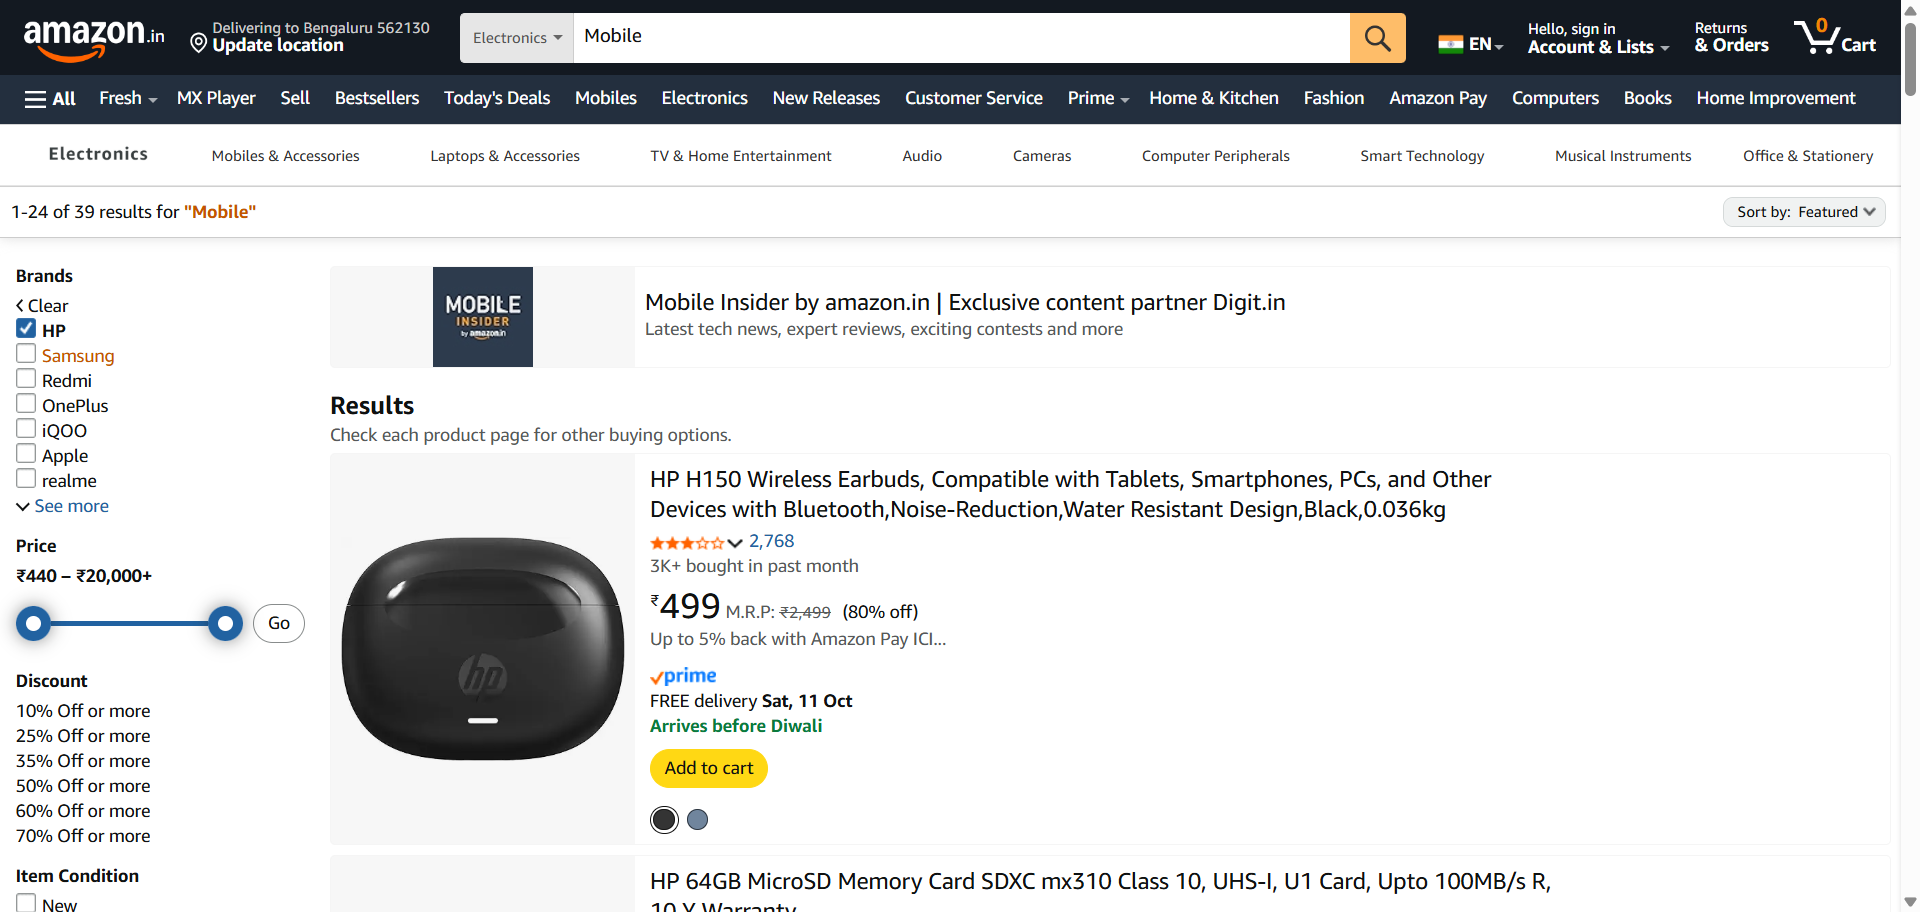 amazon.in
Delivering to Bengaluru 562130
Update location
Electronics
Mobile
EN
Hello, sign in
Account & Lists
Returns
& Orders
0
Cart
All
Fresh
MX Player
Sell
Bestsellers
Today's Deals
Mobiles
Electronics
New Releases
Customer Service
Prime
Home & Kitchen
Fashion
Amazon Pay
Computers
Books
Home Improvement
Electronics
Mobiles & Accessories
Laptops & Accessories
TV & Home Entertainment
Audio
Cameras
Computer Peripherals
Smart Technology
Musical Instruments
Office & Stationery
1-24 of 39 results for "Mobile"
Sort by: Featured
Brands
Clear
HP
Samsung
Redmi
OnePlus
iQOO
Apple
realme
See more
Price
₹440 – ₹20,000+
Go
Discount
10% Off or more
25% Off or more
35% Off or more
50% Off or more
60% Off or more
70% Off or more
Item Condition
New
MOBILE
INSIDER
by amazon.in
Mobile Insider by amazon.in | Exclusive content partner Digit.in
Latest tech news, expert reviews, exciting contests and more
Results
Check each product page for other buying options.
hp
HP H150 Wireless Earbuds, Compatible with Tablets, Smartphones, PCs, and Other
Devices with Bluetooth,Noise-Reduction,Water Resistant Design,Black,0.036kg
2,768
3K+ bought in past month
₹499 M.R.P: ₹2,499 (80% off)
Up to 5% back with Amazon Pay ICI...
prime
FREE delivery Sat, 11 Oct
Arrives before Diwali
Add to cart
HP 64GB MicroSD Memory Card SDXC mx310 Class 10, UHS-I, U1 Card, Upto 100MB/s R,
10 Y Warranty